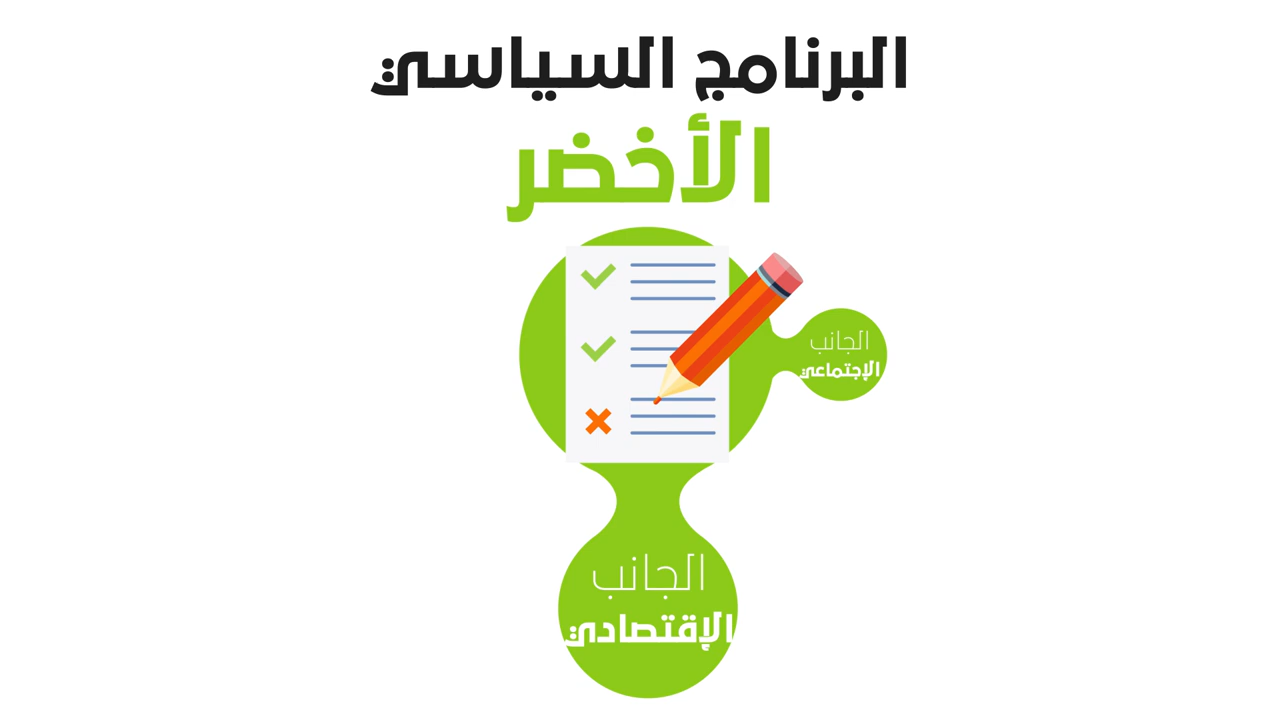 البرنامج السياسي
الأخضر
الجانب
الإجتماعي
الجانب
الإقتصادي